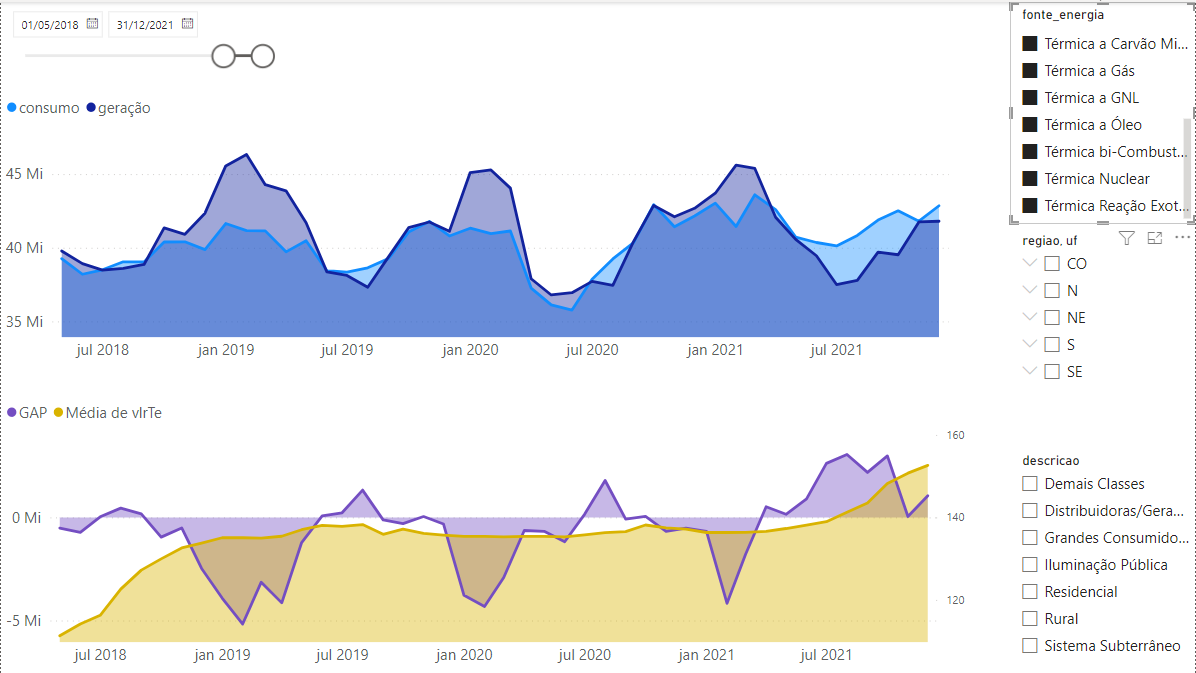 01/05/2018 31/12/2021
consumo geração
45 Mi
40 Mi
35 Mi
jul 2018 jan 2019 jul 2019 jan 2020 jul 2020 jan 2021 jul 2021
GAP Média de vlrTe
160
0 Mi 140
120
-5 Mi
jul 2018 jan 2019 jul 2019 jan 2020 jul 2020 jan 2021 jul 2021
fonte_energia
Térmica a Carvão Mi...
Térmica a Gás
Térmica a GNL
Térmica a Óleo
Térmica bi-Combust...
Térmica Nuclear
Térmica Reação Exot...
regiao, uf
CO
N
NE
S
SE
descricao
Demais Classes
Distribuidoras/Gera...
Grandes Consumido...
Iluminação Pública
Residencial
Rural
Sistema Subterrâneo